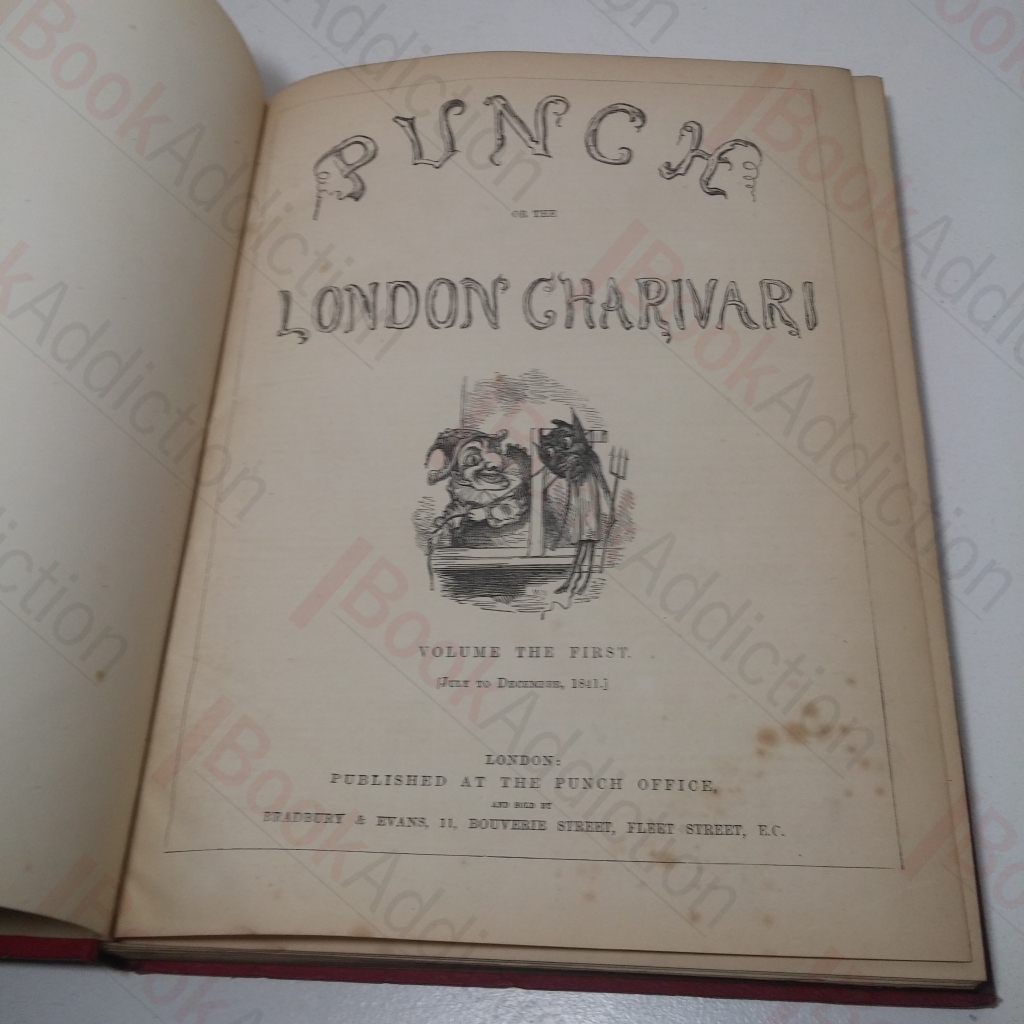 PUNCH
OR THE
LONDON CHARIVARI
VOLUME THE FIRST.
[JULY TO DECEMBER, 1841.]
LONDON:
PUBLISHED AT THE PUNCH OFFICE,
AND SOLD BY
BRADBURY & EVANS, 11, BOUVERIE STREET, FLEET STREET, E.C.
BookAddiction